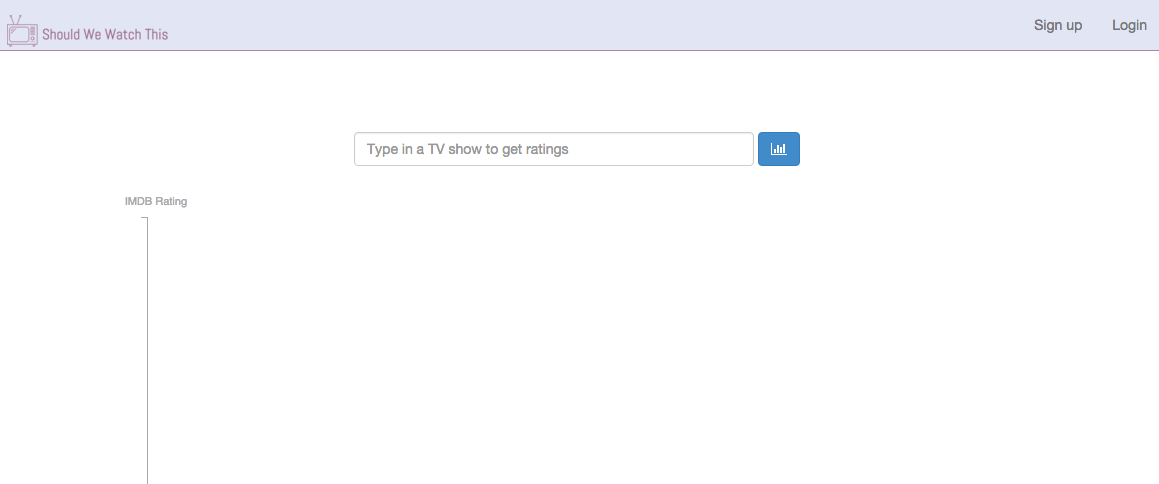 Should We Watch This
Sign up
Login
Type in a TV show to get ratings
IMDB Rating